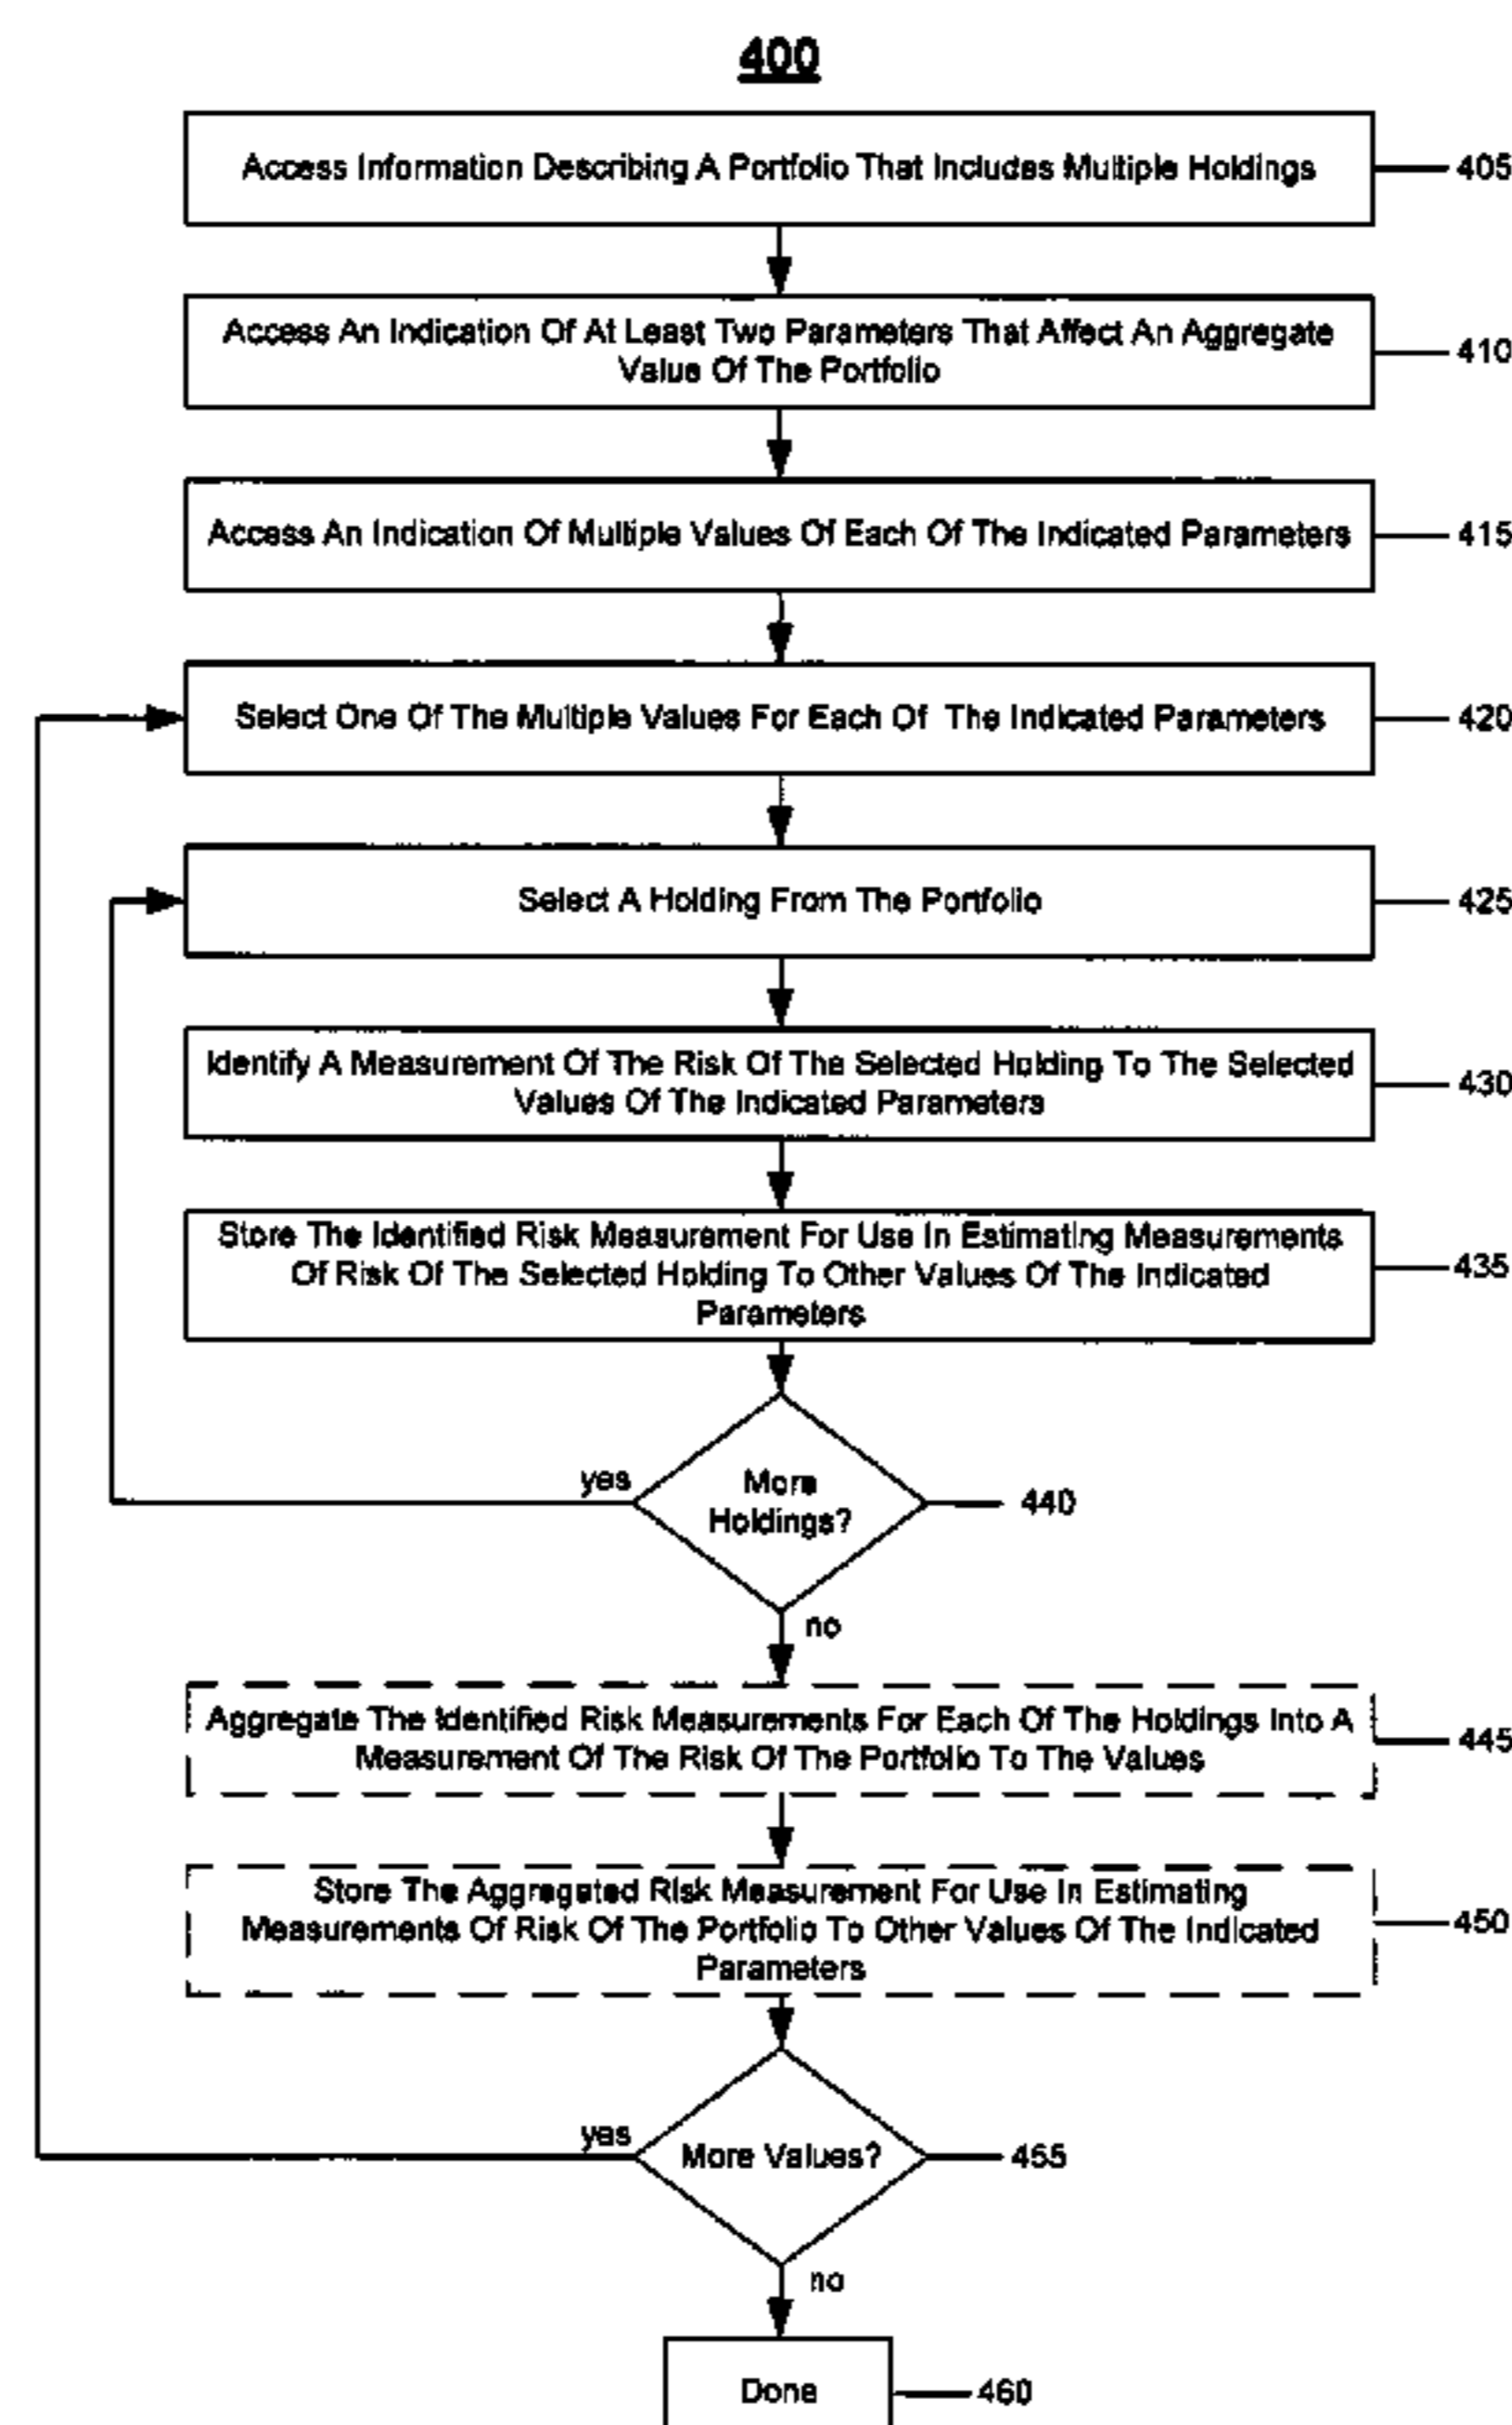 400
Access Information Describing A Portfolio That Includes Multiple Holdings
405
Access An Indication Of At Least Two Parameters That Affect An Aggregate
Value Of The Portfolio
410
Access An Indication Of Multiple Values Of Each Of The Indicated Parameters
415
Select One Of The Multiple Values For Each Of The Indicated Parameters
420
Select A Holding From The Portfolio
425
Identify A Measurement Of The Risk Of The Selected Holding To The Selected
Values Of The Indicated Parameters
430
Store The Identified Risk Measurement For Use In Estimating Measurements
Of Risk Of The Selected Holding To Other Values Of The Indicated
Parameters
435
yes
More
Holdings?
440
no
Aggregate The Identified Risk Measurements For Each Of The Holdings Into A
Measurement Of The Risk Of The Portfolio To The Values
445
Store The Aggregated Risk Measurement For Use In Estimating
Measurements Of Risk Of The Portfolio To Other Values Of The Indicated
Parameters
450
yes
More Values?
455
no
Done
460